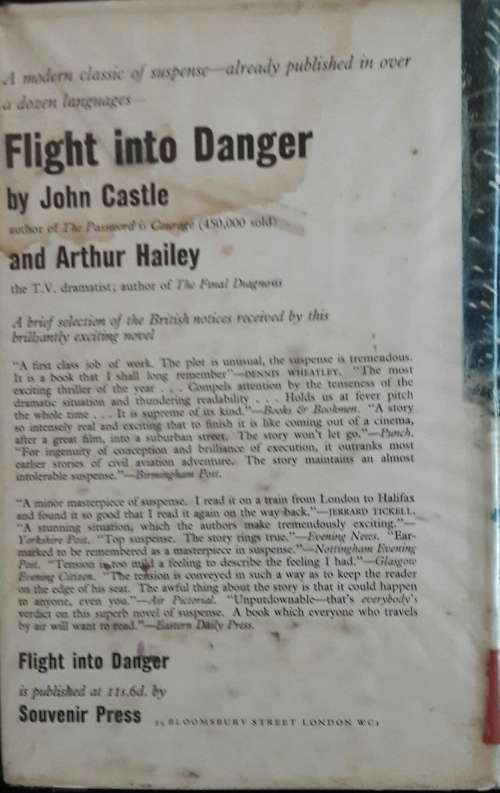 A modern classic of suspense—already published in over
a dozen languages—
Flight into Danger
by John Castle
author of The Password is Courage (450,000 sold)
and Arthur Hailey
the T.V. dramatist; author of The Final Diagnosis
A brief selection of the British notices received by this
brilliantly exciting novel
"A first class job of work. The plot is unusual, the suspense is tremendous.
It is a book that I shall long remember"—DENNIS WHEATLEY. "The most
exciting thriller of the year . . . Compels attention by the tenseness of the
dramatic situation and thundering readability . . . Holds us at fever pitch
the whole time . . . It is supreme of its kind."—Books & Bookmen. "A story
so intensely real and exciting that to finish it is like coming out of a cinema,
after a great film, into a suburban street. The story won't let go."—Punch.
"For ingenuity of conception and brilliance of execution, it outranks most
earlier stories of civil aviation adventure. The story maintains an almost
intolerable suspense."—Birmingham Post.
"A minor masterpiece of suspense. I read it on a train from London to Halifax
and found it so good that I read it again on the way back."—JERRARD TICKELL.
"A stunning situation, which the authors make tremendously exciting."—
Yorkshire Post. "Top suspense. The story rings true."—Evening News. "Ear-
marked to be remembered as a masterpiece in suspense."—Nottingham Evening
Post. "Tension is too mild a feeling to describe the feeling I had."—Glasgow
Evening Citizen. "The tension is conveyed in such a way as to keep the reader
on the edge of his seat. The awful thing about the story is that it could happen
to anyone, even you."—Air Pictorial. "Unputdownable—that's everybody's
verdict on this superb novel of suspense. A book which everyone who travels
by air will want to read."—Eastern Daily Press.
Flight into Danger
is published at 11s.6d. by
Souvenir Press BLOOMSBURY STREET LONDON WC1